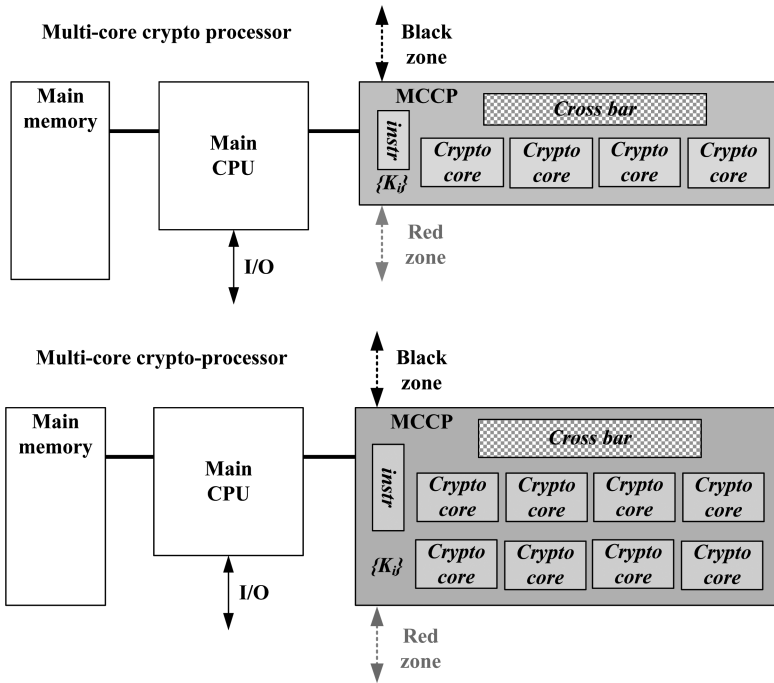 Multi-core crypto processor
Black
zone
Main
memory
Main
CPU
MCCP
Cross bar
instr
Crypto
core
Crypto
core
Crypto
core
Crypto
core
{Kij}
Red
zone
I/O
Multi-core crypto-processor
Black
zone
Main
memory
Main
CPU
MCCP
Cross bar
instr
Crypto
core
Crypto
core
Crypto
core
Crypto
core
{Kij}
Crypto
core
Crypto
core
Crypto
core
Crypto
core
I/O
Red
zone